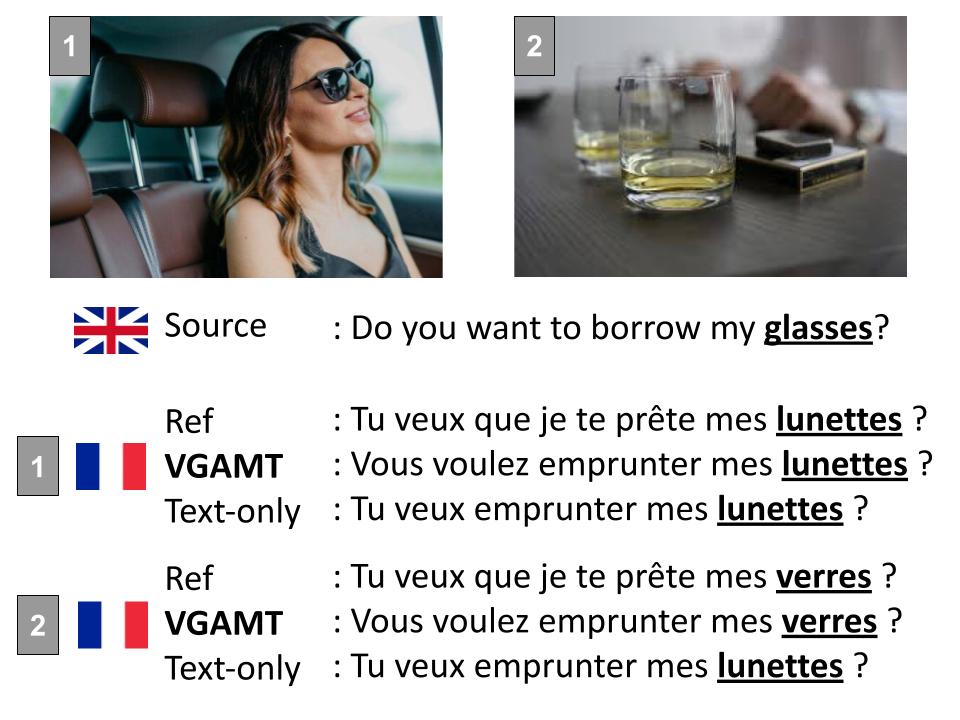 1
2
Source : Do you want to borrow my glasses?
Ref : Tu veux que je te prête mes lunettes ?
1
VGAMT : Vous voulez emprunter mes lunettes ?
Text-only : Tu veux emprunter mes lunettes ?
Ref : Tu veux que je te prête mes verres ?
2
VGAMT : Vous voulez emprunter mes verres ?
Text-only : Tu veux emprunter mes lunettes ?